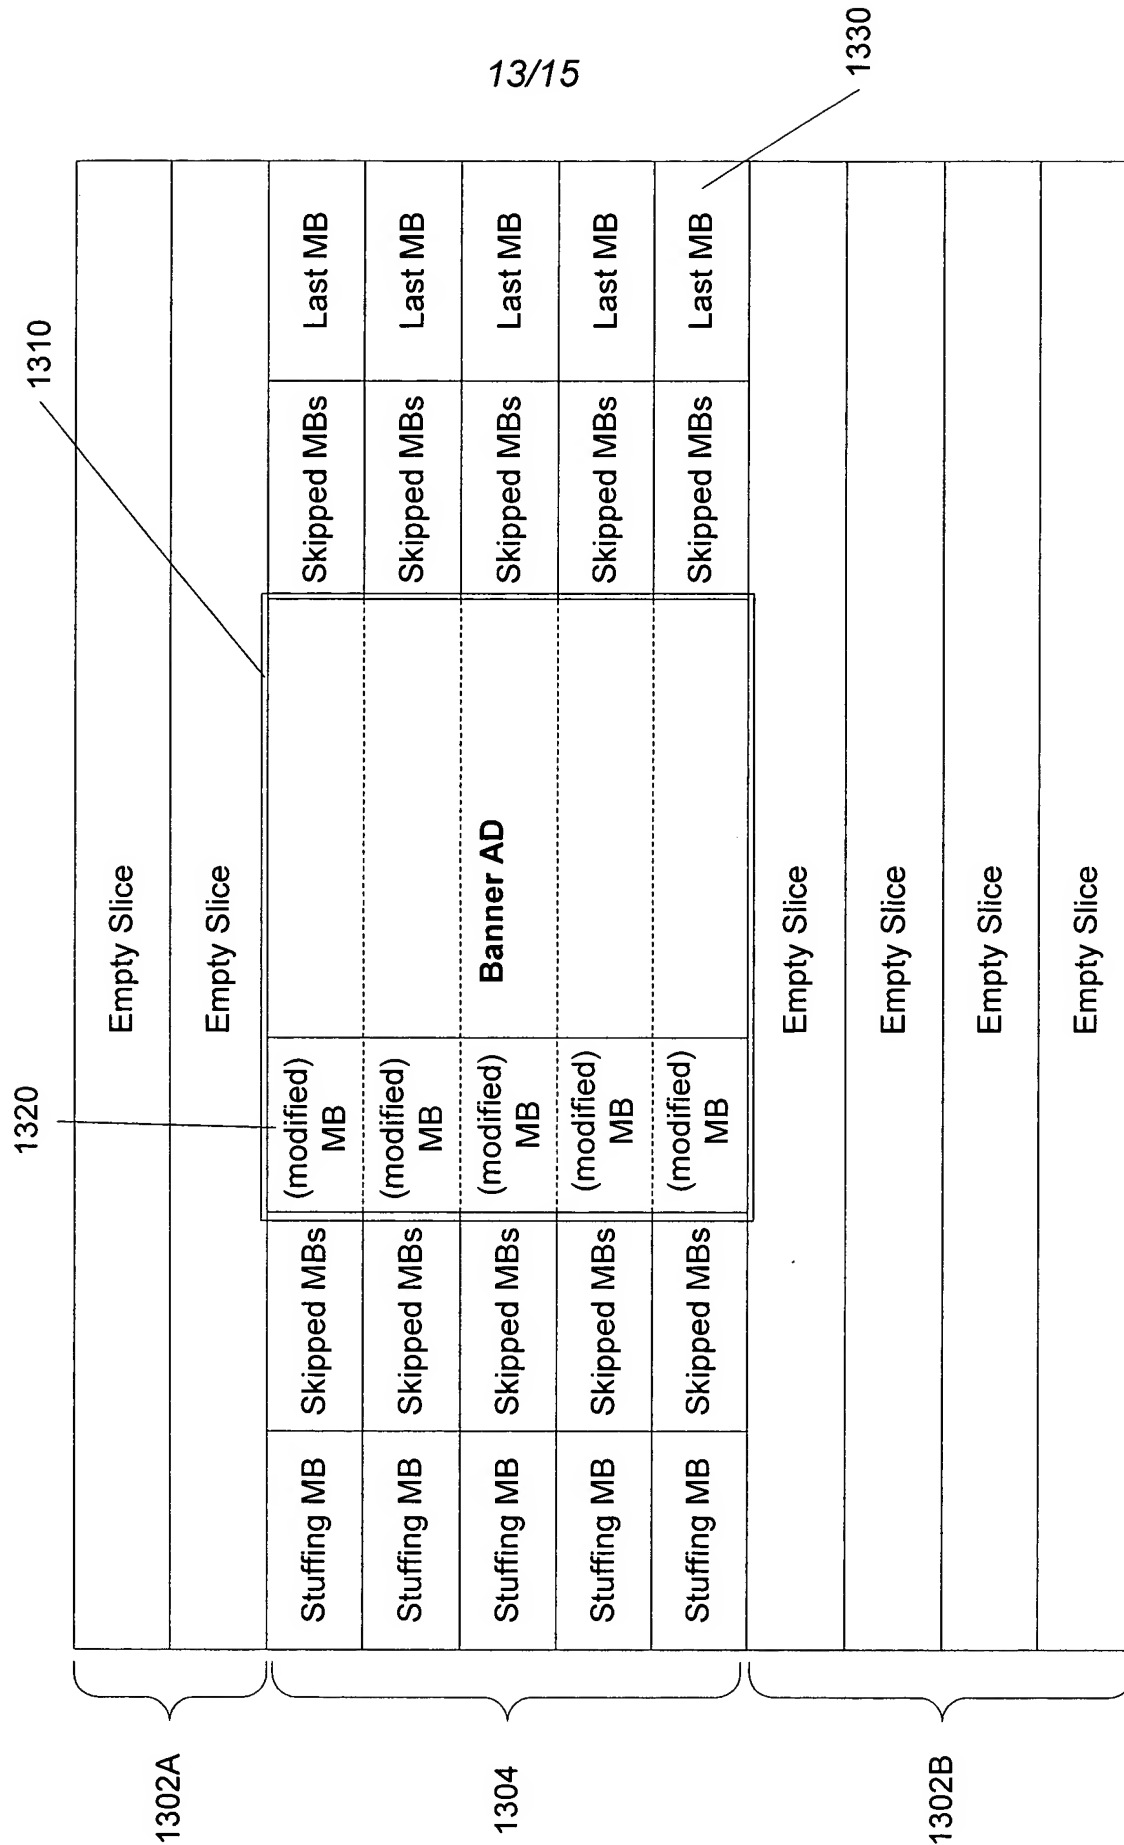 13/15
1310
1320
1330
1302A
Empty Slice
Empty Slice
1304
Stuffing MB Skipped MBs (modified) MB Skipped MBs Last MB
Stuffing MB Skipped MBs (modified) MB Skipped MBs Last MB
Stuffing MB Skipped MBs (modified) MB Banner AD Skipped MBs Last MB
Stuffing MB Skipped MBs (modified) MB Skipped MBs Last MB
Stuffing MB Skipped MBs (modified) MB Skipped MBs Last MB
1302B
Empty Slice
Empty Slice
Empty Slice
Empty Slice